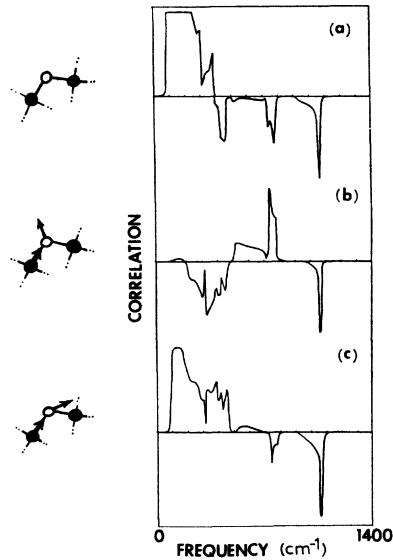 (a)
(b)
CORRELATION
(c)
0 1400
FREQUENCY (cm⁻¹)